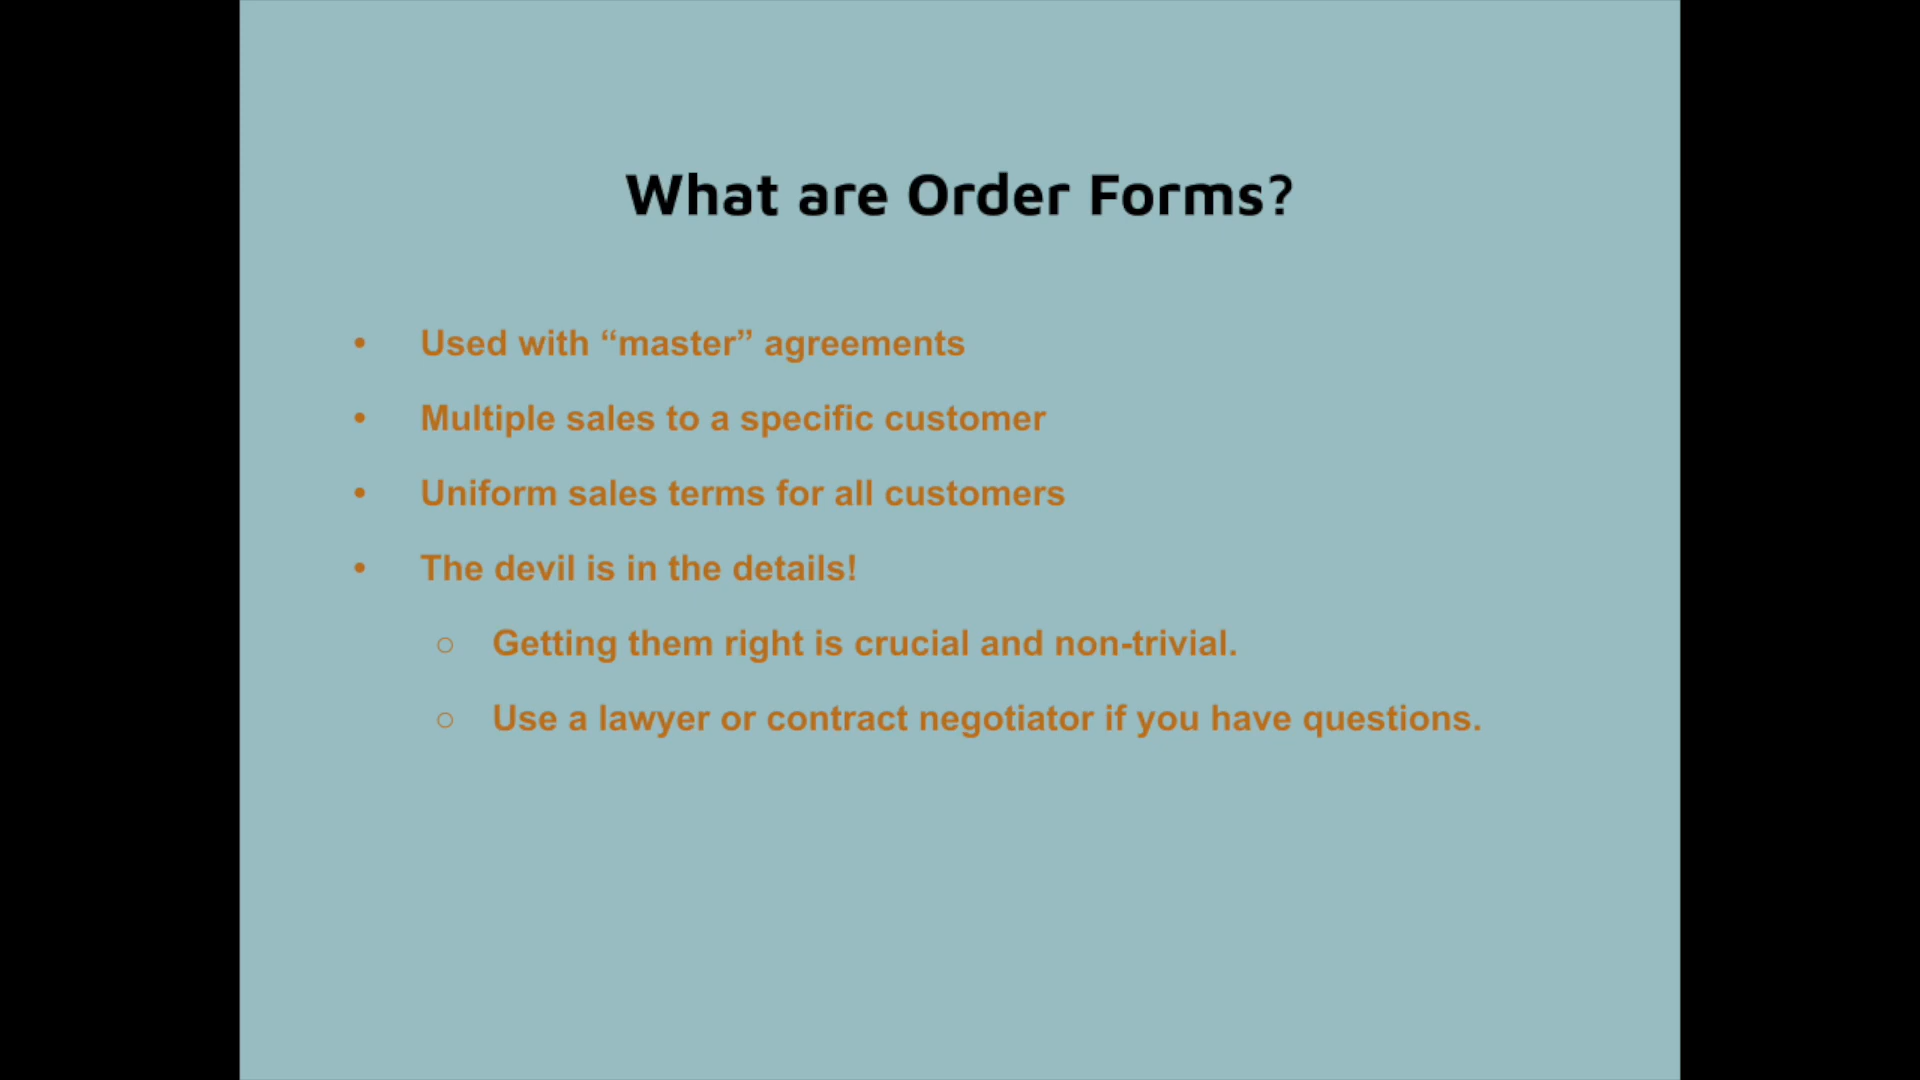 What are Order Forms?
• Used with “master” agreements
• Multiple sales to a specific customer
• Uniform sales terms for all customers
• The devil is in the details!
○ Getting them right is crucial and non-trivial.
○ Use a lawyer or contract negotiator if you have questions.